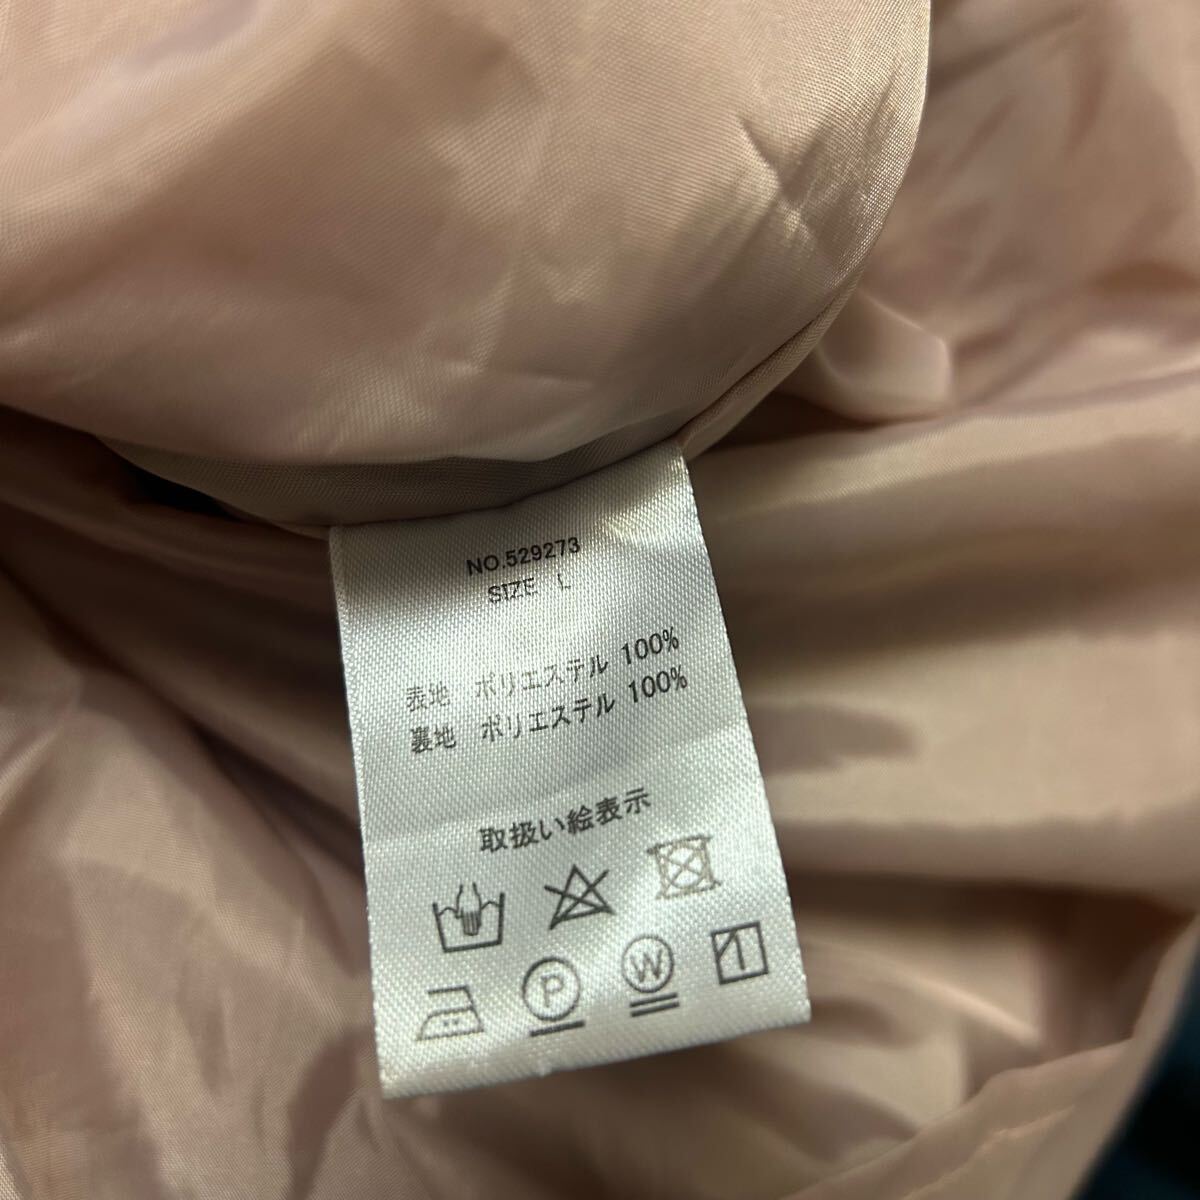 NO.529273
SIZE L
表地 ポリエステル 100%
裏地 ポリエステル 100%
取扱い絵表示
P W